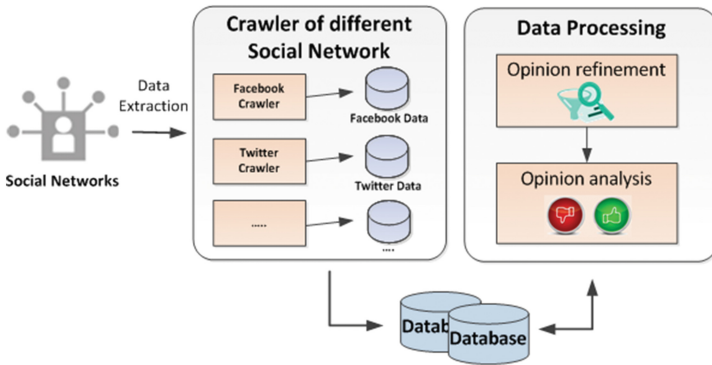 Crawler of different
Social Network
Data Processing
Data
Extraction
Social Networks
Facebook
Crawler
Facebook Data
Twitter
Crawler
Twitter Data
.....
....
Opinion refinement
Opinion analysis
Datab
Database